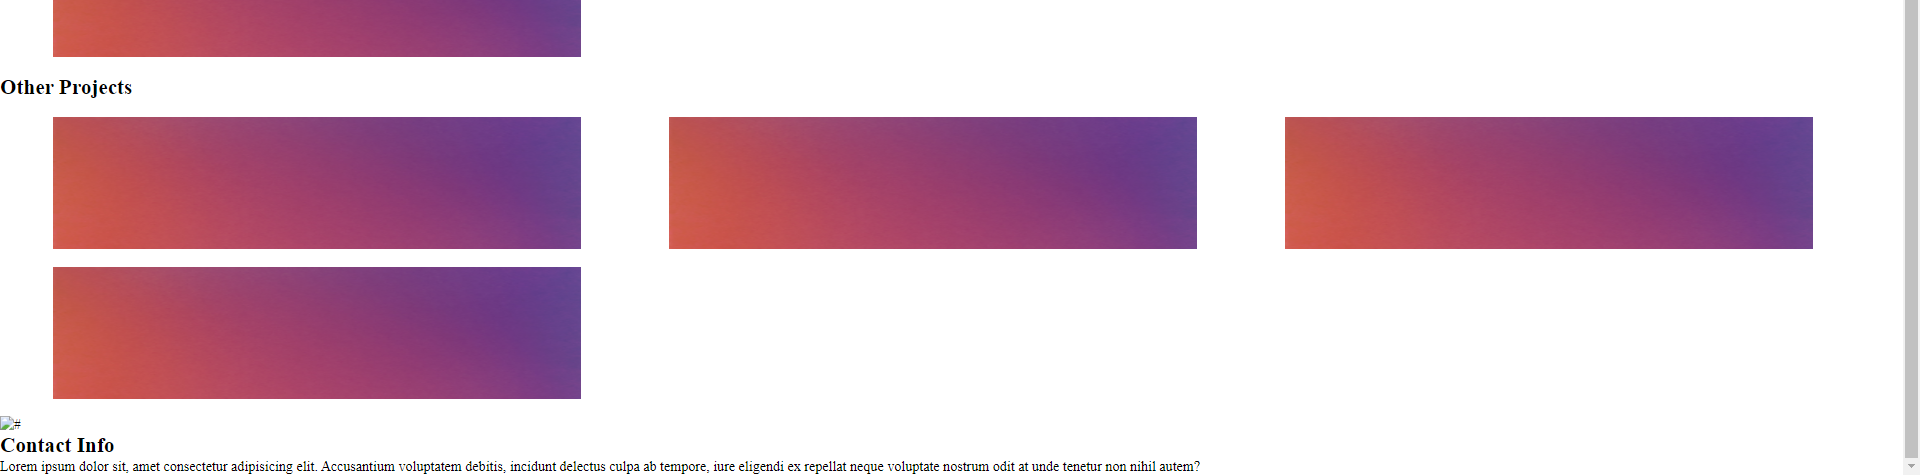 Other Projects
#
Contact Info
Lorem ipsum dolor sit, amet consectetur adipisicing elit. Accusantium voluptatem debitis, incidunt delectus culpa ab tempore, iure eligendi ex repellat neque voluptate nostrum odit at unde tenetur non nihil autem?